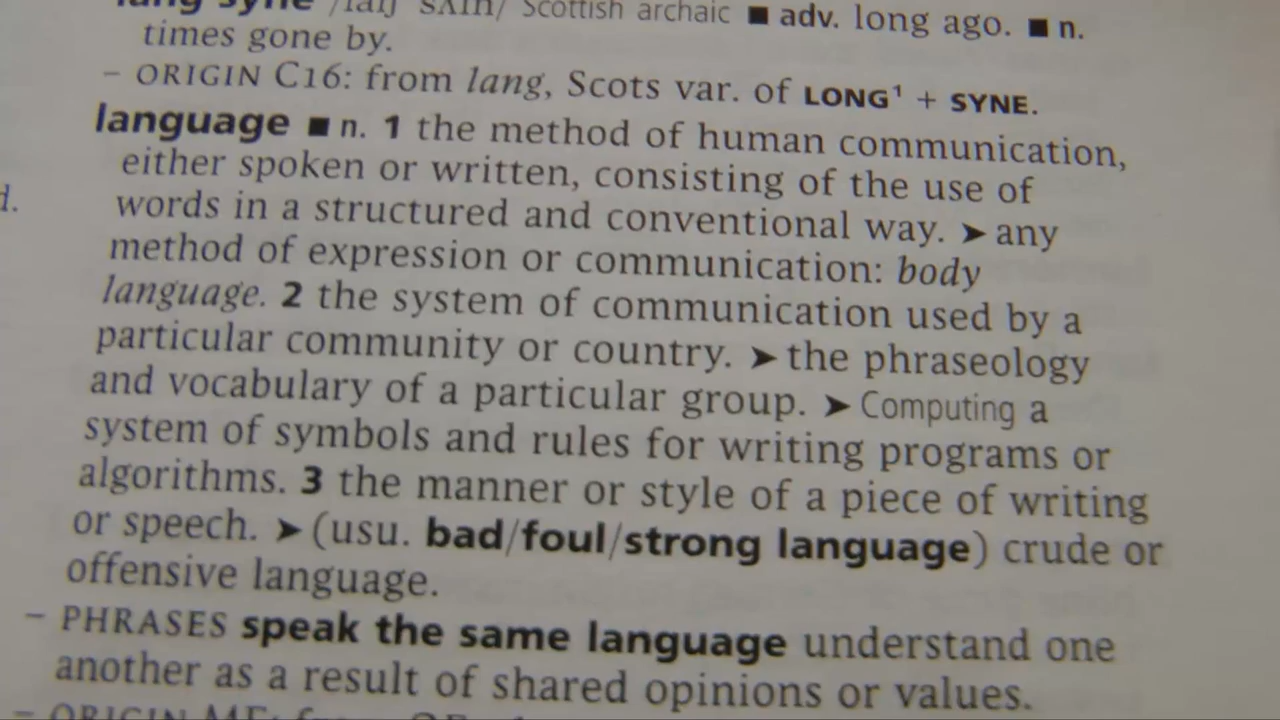 lang syne /laŋ ˈsʌɪn/ Scottish archaic ■ adv. long ago. ■ n.
times gone by.
– ORIGIN C16: from lang, Scots var. of LONG¹ + SYNE.
language ■ n. 1 the method of human communication,
either spoken or written, consisting of the use of
d.
words in a structured and conventional way. ➤ any
method of expression or communication: body
language. 2 the system of communication used by a
particular community or country. ➤ the phraseology
and vocabulary of a particular group. ➤ Computing a
system of symbols and rules for writing programs or
algorithms. 3 the manner or style of a piece of writing
or speech. ➤ (usu. bad/foul/strong language) crude or
offensive language.
– PHRASES speak the same language understand one
another as a result of shared opinions or values.
– ORIGIN ME: from